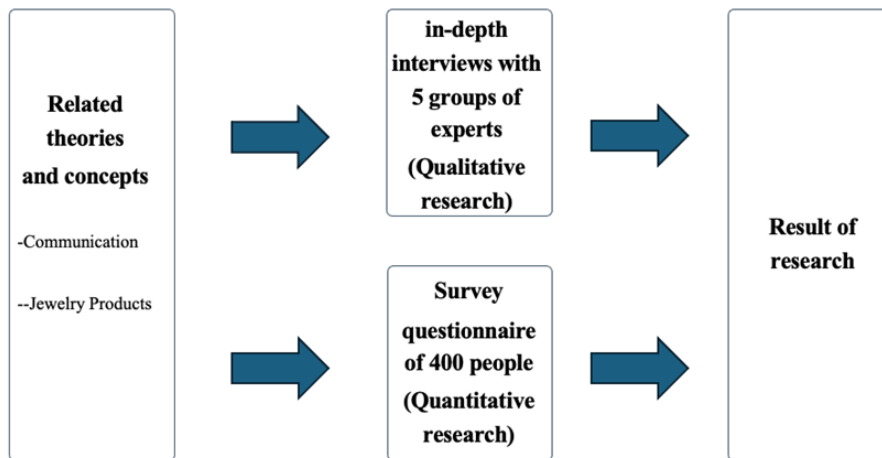 Related
theories
and concepts
-Communication
--Jewelry Products
in-depth
interviews with
5 groups of
experts
(Qualitative
research)
Survey
questionnaire
of 400 people
(Quantitative
research)
Result of
research